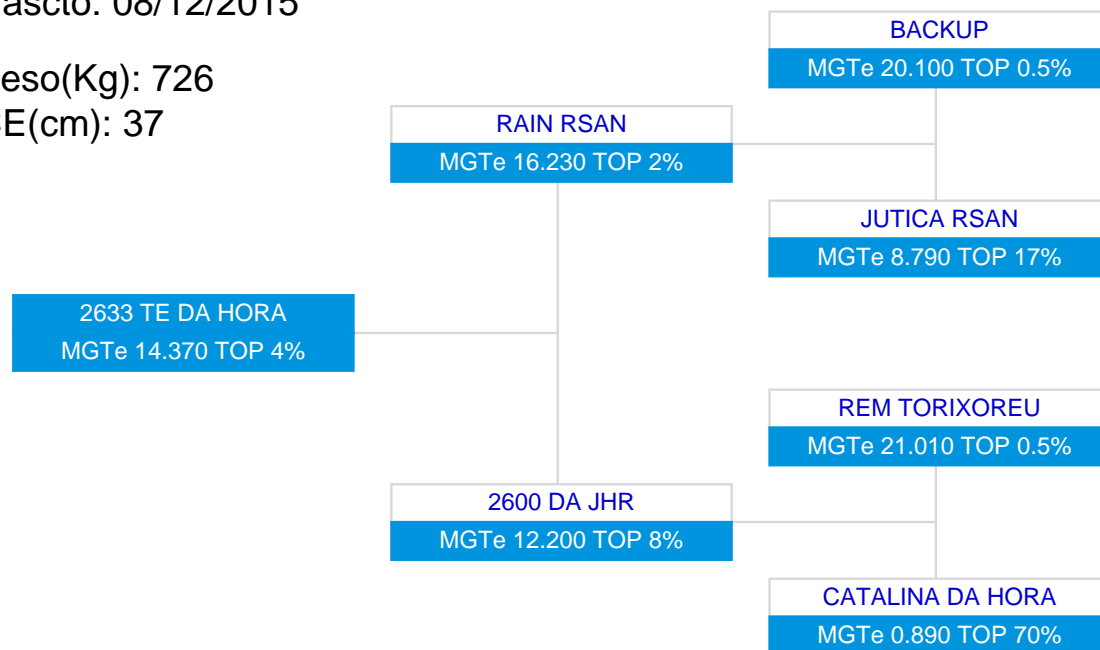 ascto: 08/12/2015
eso(Kg): 726
E(cm): 37
BACKUP
MGTe 20.100 TOP 0.5%
RAIN RSAN
MGTe 16.230 TOP 2%
JUTICA RSAN
MGTe 8.790 TOP 17%
2633 TE DA HORA
MGTe 14.370 TOP 4%
REM TORIXOREU
MGTe 21.010 TOP 0.5%
2600 DA JHR
MGTe 12.200 TOP 8%
CATALINA DA HORA
MGTe 0.890 TOP 70%